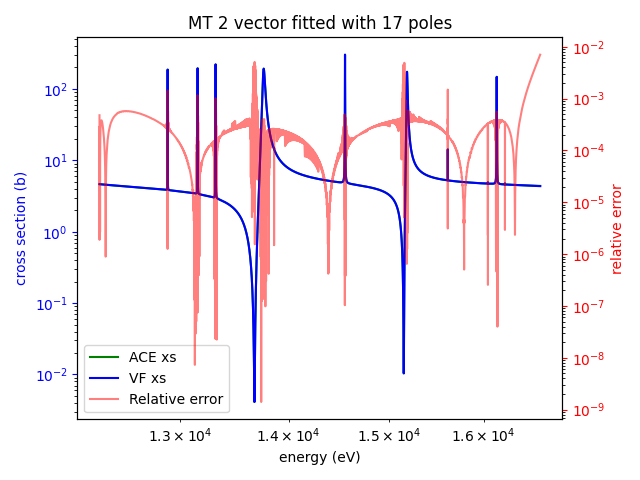 MT 2 vector fitted with 17 poles
cross section (b)
10²
10¹
10⁰
10⁻¹
10⁻²
10⁻²
10⁻³
10⁻⁴
10⁻⁵
10⁻⁶
10⁻⁷
10⁻⁸
10⁻⁹
relative error
ACE xs
VF xs
Relative error
1.3 × 10⁴ 1.4 × 10⁴ 1.5 × 10⁴ 1.6 × 10⁴
energy (eV)